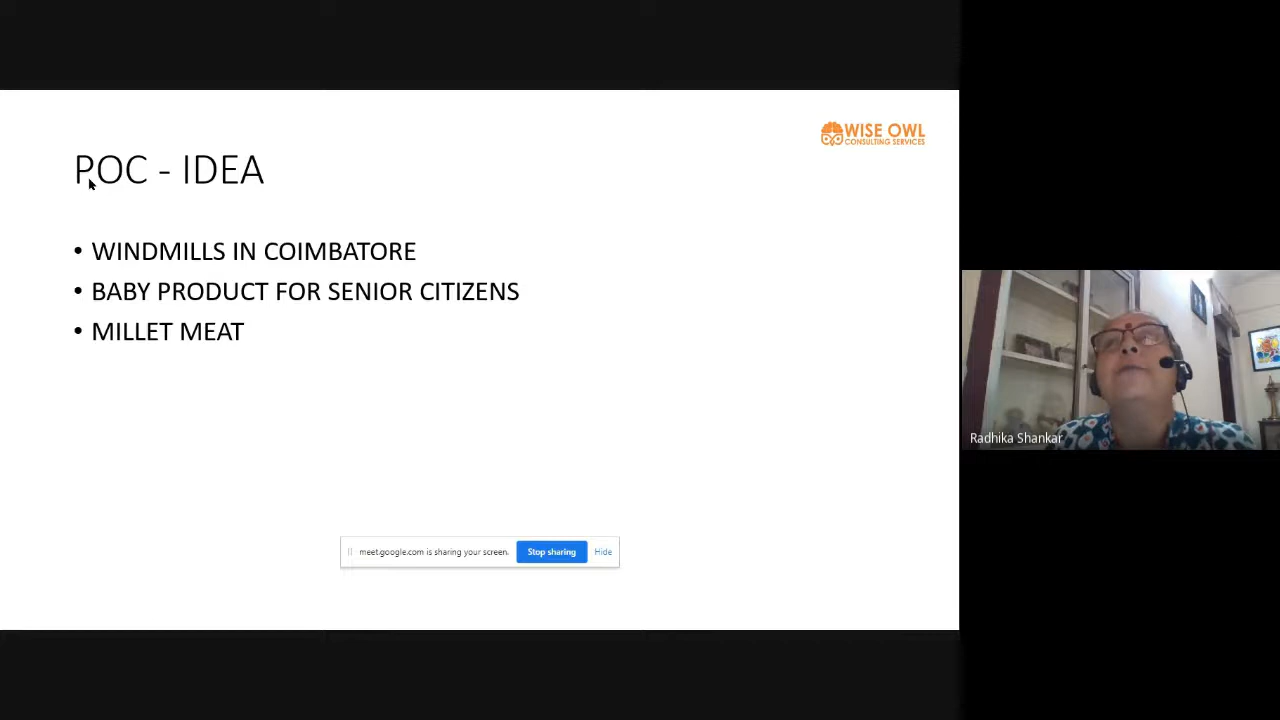 WISE OWL
CONSULTING SERVICES
POC - IDEA
• WINDMILLS IN COIMBATORE
• BABY PRODUCT FOR SENIOR CITIZENS
• MILLET MEAT
Radhika Shankar
meet.google.com is sharing your screen. Stop sharing Hide